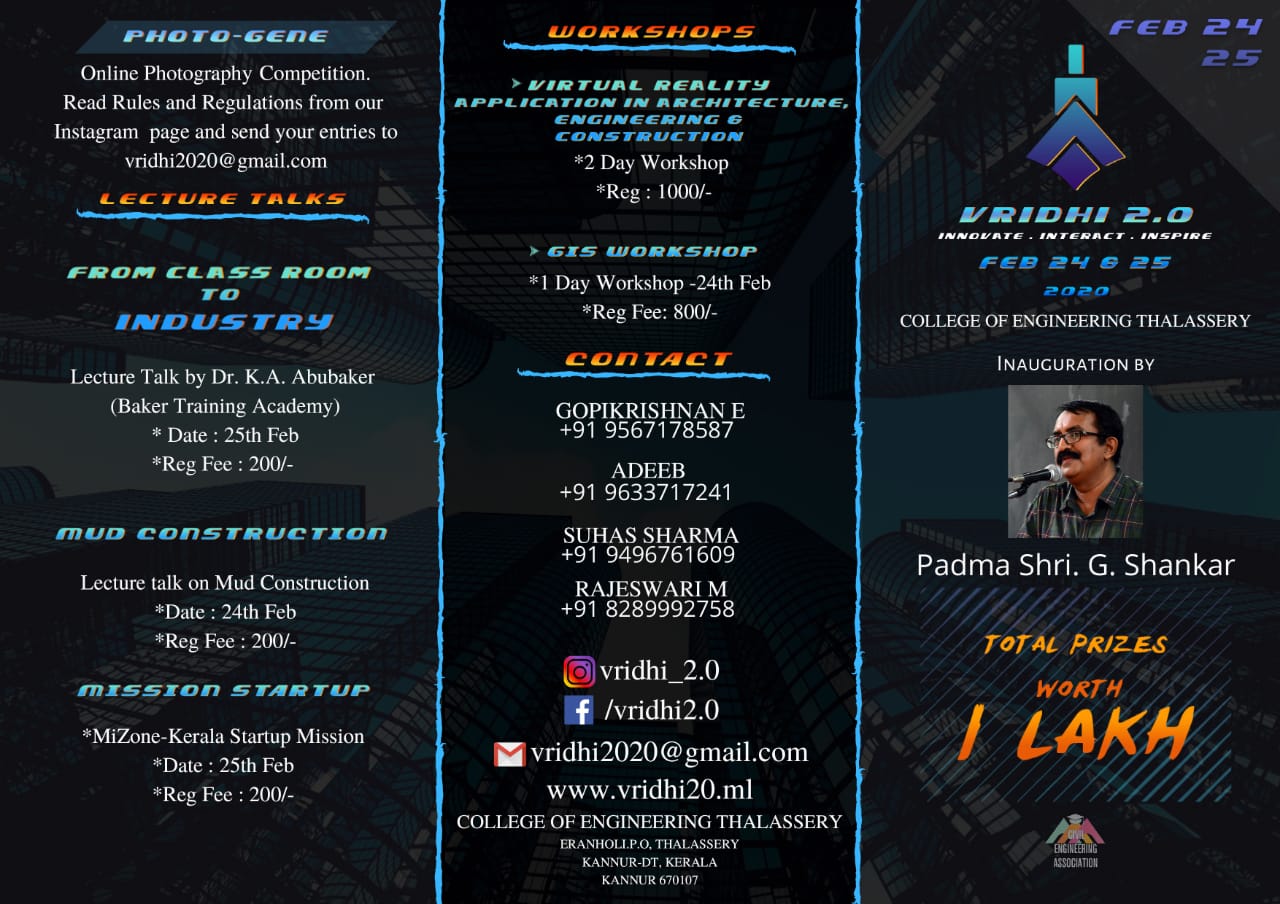 PHOTO-GENE
Online Photography Competition.
Read Rules and Regulations from our
Instagram page and send your entries to
vridhi2020@gmail.com
LECTURE TALKS
FROM CLASS ROOM
TO
INDUSTRY
Lecture Talk by Dr. K.A. Abubaker
(Baker Training Academy)
* Date : 25th Feb
*Reg Fee : 200/-
MUD CONSTRUCTION
Lecture talk on Mud Construction
*Date : 24th Feb
*Reg Fee : 200/-
MISSION STARTUP
*MiZone-Kerala Startup Mission
*Date : 25th Feb
*Reg Fee : 200/-
WORKSHOPS
➤ VIRTUAL REALITY
APPLICATION IN ARCHITECTURE,
ENGINEERING &
CONSTRUCTION
*2 Day Workshop
*Reg : 1000/-
➤ GIS WORKSHOP
*1 Day Workshop -24th Feb
*Reg Fee: 800/-
CONTACT
GOPIKRISHNAN E
+91 9567178587
ADEEB
+91 9633717241
SUHAS SHARMA
+91 9496761609
RAJESWARI M
+91 8289992758
vridhi_2.0
/vridhi2.0
vridhi2020@gmail.com
www.vridhi20.ml
COLLEGE OF ENGINEERING THALASSERY
ERANHOLI.P.O, THALASSERY
KANNUR-DT, KERALA
KANNUR 670107
FEB 24
25
VRIDHI 2.0
INNOVATE . INTERACT . INSPIRE
FEB 24 & 25
2020
COLLEGE OF ENGINEERING THALASSERY
INAUGURATION BY
Padma Shri. G. Shankar
TOTAL PRIZES
WORTH
1 LAKH
CIVIL
ENGINEERING
ASSOCIATION